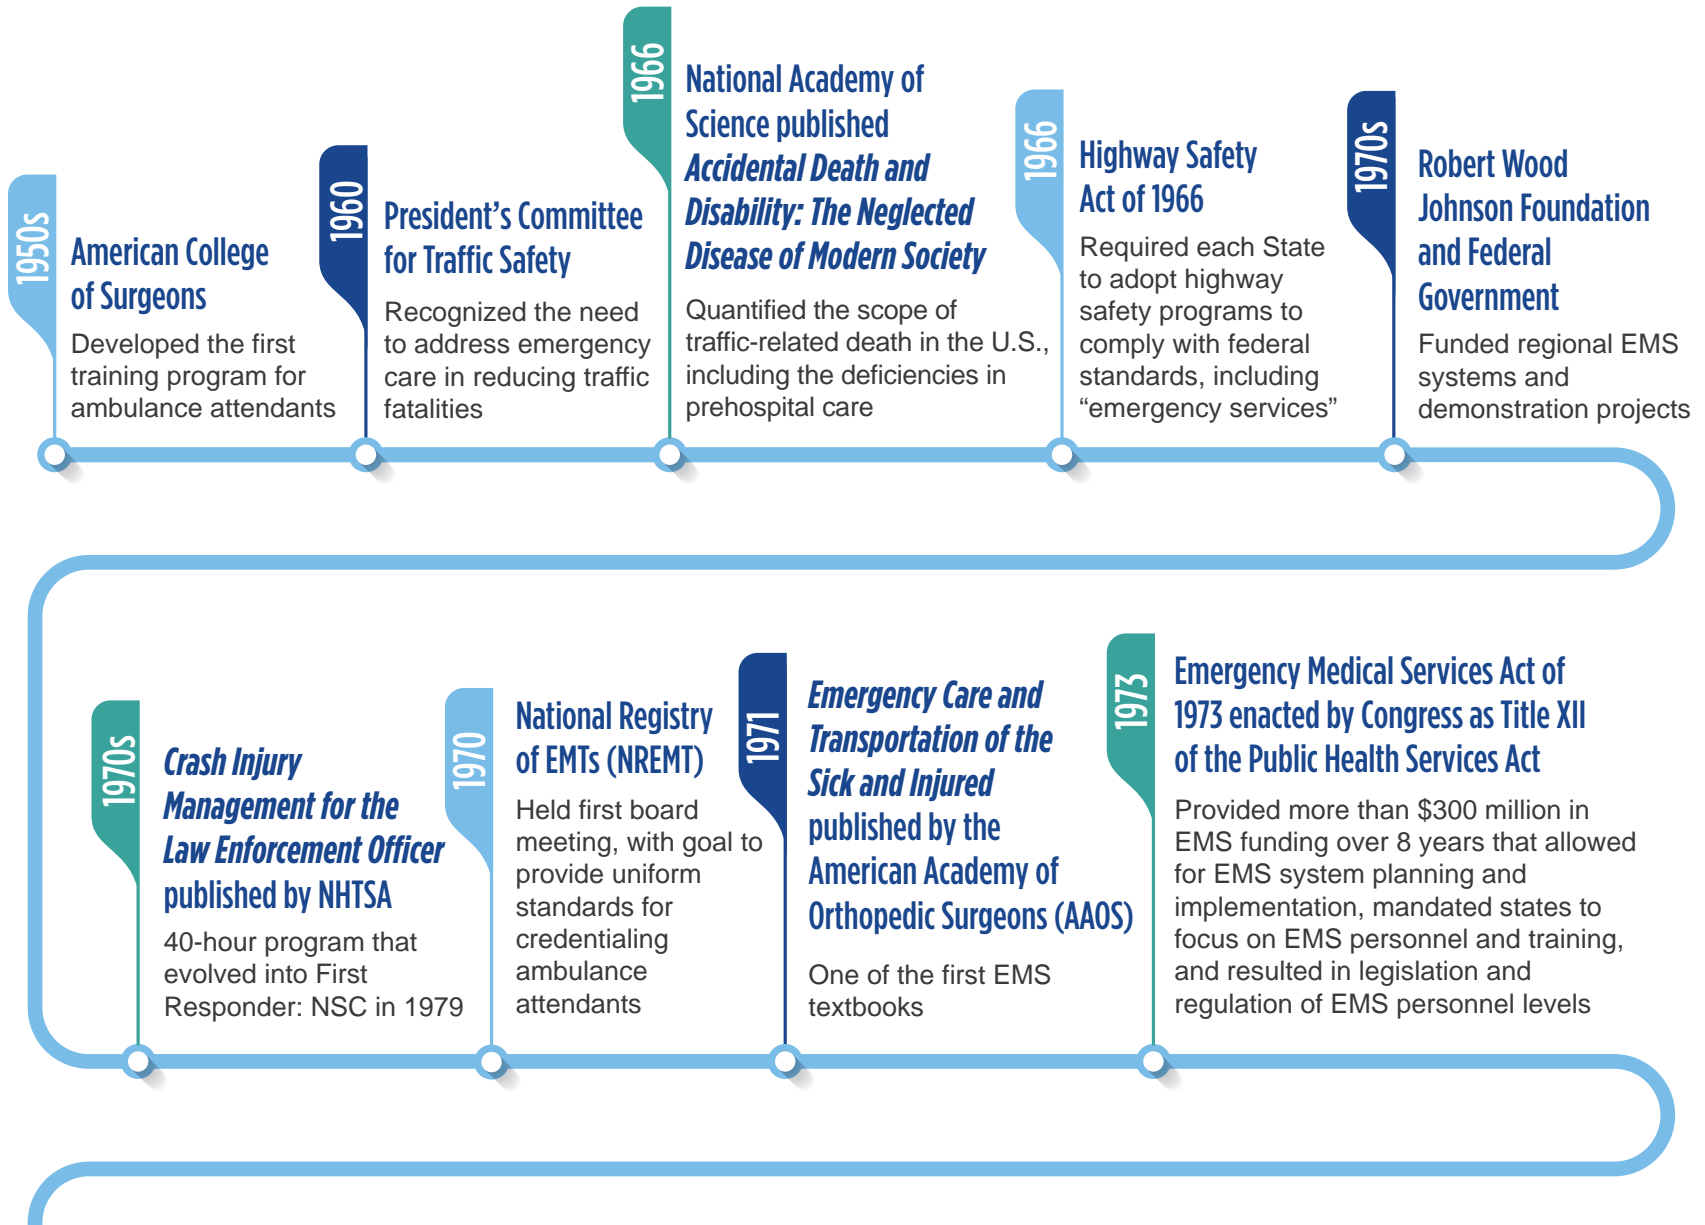 1950s
American College
of Surgeons
Developed the first
training program for
ambulance attendants
1960
President’s Committee
for Traffic Safety
Recognized the need
to address emergency
care in reducing traffic
fatalities
1966
National Academy of
Science published
Accidental Death and
Disability: The Neglected
Disease of Modern Society
Quantified the scope of
traffic-related death in the U.S.,
including the deficiencies in
prehospital care
1966
Highway Safety
Act of 1966
Required each State
to adopt highway
safety programs to
comply with federal
standards, including
“emergency services”
1970s
Robert Wood
Johnson Foundation
and Federal
Government
Funded regional EMS
systems and
demonstration projects
1970s
Crash Injury
Management for the
Law Enforcement Officer
published by NHTSA
40-hour program that
evolved into First
Responder: NSC in 1979
1970
National Registry
of EMTs (NREMT)
Held first board
meeting, with goal to
provide uniform
standards for
credentialing
ambulance
attendants
1971
Emergency Care and
Transportation of the
Sick and Injured
published by the
American Academy of
Orthopedic Surgeons (AAOS)
One of the first EMS
textbooks
1973
Emergency Medical Services Act of
1973 enacted by Congress as Title XII
of the Public Health Services Act
Provided more than $300 million in
EMS funding over 8 years that allowed
for EMS system planning and
implementation, mandated states to
focus on EMS personnel and training,
and resulted in legislation and
regulation of EMS personnel levels